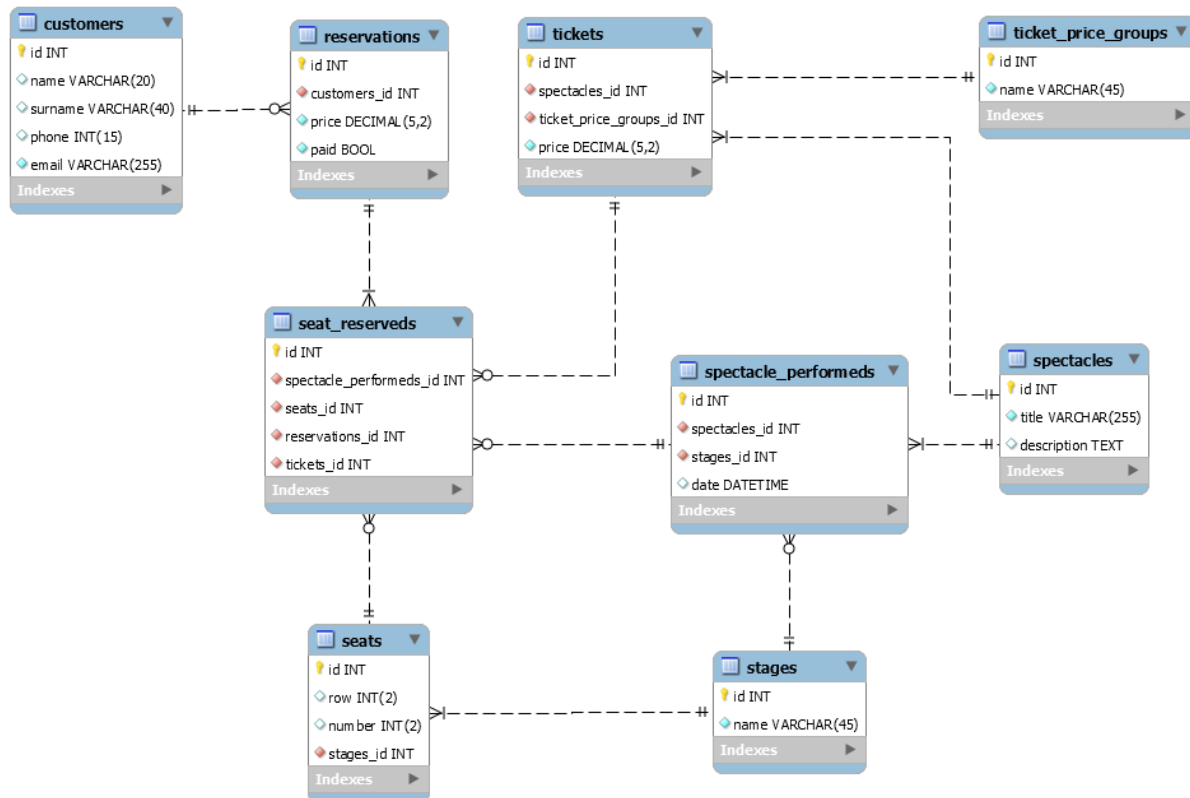 customers
id INT
name VARCHAR(20)
surname VARCHAR(40)
phone INT(15)
email VARCHAR(255)
Indexes
reservations
id INT
customers_id INT
price DECIMAL(5,2)
paid BOOL
Indexes
tickets
id INT
spectacles_id INT
ticket_price_groups_id INT
price DECIMAL(5,2)
Indexes
ticket_price_groups
id INT
name VARCHAR(45)
Indexes
seat_reserveds
id INT
spectacle_performeds_id INT
seats_id INT
reservations_id INT
tickets_id INT
Indexes
spectacle_performeds
id INT
spectacles_id INT
stages_id INT
date DATETIME
Indexes
spectacles
id INT
title VARCHAR(255)
description TEXT
Indexes
seats
id INT
row INT(2)
number INT(2)
stages_id INT
Indexes
stages
id INT
name VARCHAR(45)
Indexes